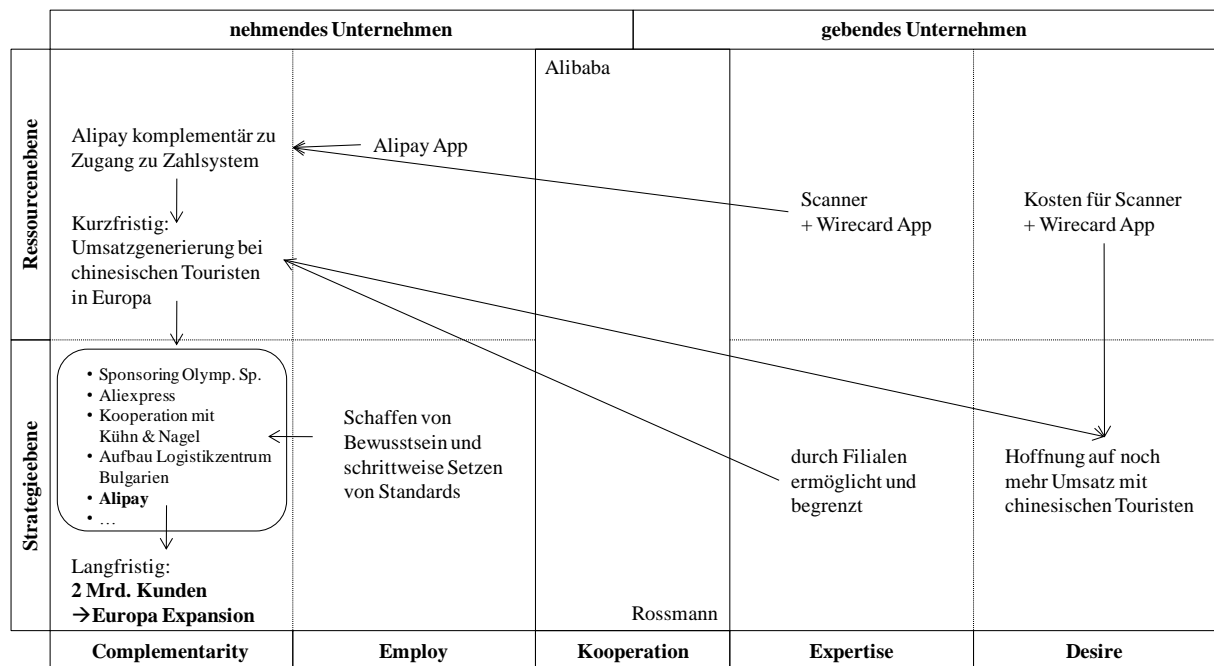 nehmendes Unternehmen
gebendes Unternehmen
Ressourcenebene
Alibaba
Alipay komplementär zu
Zugang zu Zahlsystem
Alipay App
Scanner
+ Wirecard App
Kosten für Scanner
+ Wirecard App
Kurzfristig:
Umsatzgenerierung bei
chinesischen Touristen
in Europa
Strategieebene
• Sponsoring Olymp. Sp.
• Aliexpress
• Kooperation mit
Kühn & Nagel
• Aufbau Logistikzentrum
Bulgarien
• Alipay
• …
Schaffen von
Bewusstsein und
schrittweise Setzen
von Standards
durch Filialen
ermöglicht und
begrenzt
Hoffnung auf noch
mehr Umsatz mit
chinesischen Touristen
Langfristig:
2 Mrd. Kunden
→Europa Expansion
Rossmann
Complementarity
Employ
Kooperation
Expertise
Desire